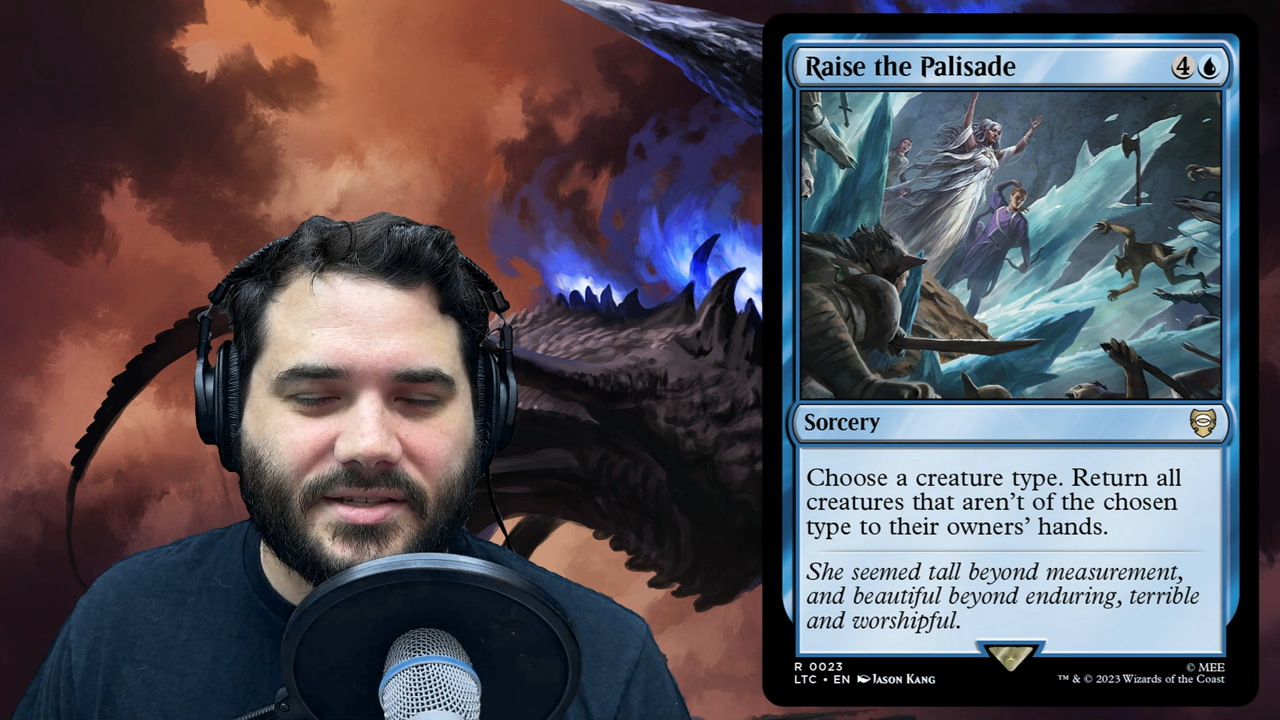 Raise the Palisade 4
Sorcery
Choose a creature type. Return all
creatures that aren't of the chosen
type to their owners' hands.
She seemed tall beyond measurement,
and beautiful beyond enduring, terrible
and worshipful.
R 0023 © MEE
LTC • EN Jason Kang ™ & © 2023 Wizards of the Coast